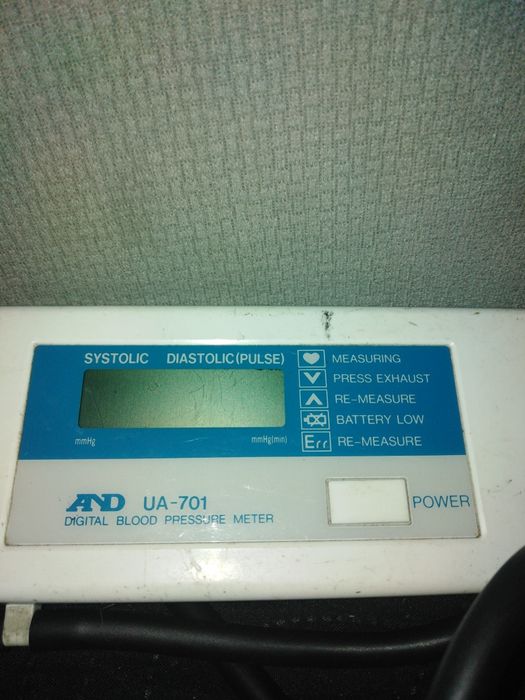 SYSTOLIC DIASTOLIC(PULSE)
MEASURING
PRESS EXHAUST
RE-MEASURE
BATTERY LOW
Err RE-MEASURE
mmHg mmHg(min)
AND UA-701
DIGITAL BLOOD PRESSURE METER
POWER